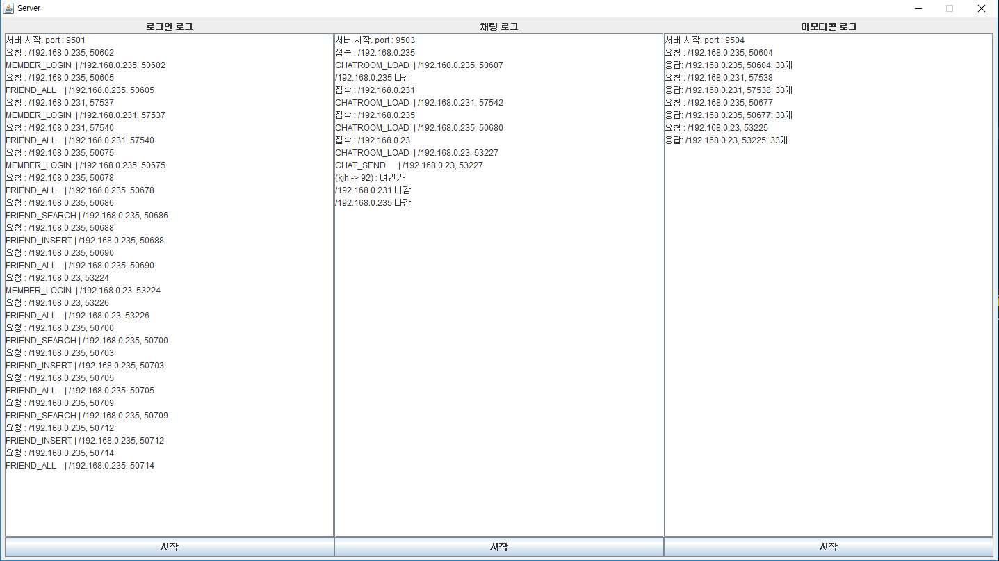 Server
로그인 로그
서버 시작. port : 9501
요청 : /192.168.0.235, 50602
MEMBER_LOGIN | /192.168.0.235, 50602
요청 : /192.168.0.235, 50605
FRIEND_ALL | /192.168.0.235, 50605
요청 : /192.168.0.231, 57537
MEMBER_LOGIN | /192.168.0.231, 57537
요청 : /192.168.0.231, 57540
FRIEND_ALL | /192.168.0.231, 57540
요청 : /192.168.0.235, 50675
MEMBER_LOGIN | /192.168.0.235, 50675
요청 : /192.168.0.235, 50678
FRIEND_ALL | /192.168.0.235, 50678
요청 : /192.168.0.235, 50686
FRIEND_SEARCH | /192.168.0.235, 50686
요청 : /192.168.0.235, 50688
FRIEND_INSERT | /192.168.0.235, 50688
요청 : /192.168.0.235, 50690
FRIEND_ALL | /192.168.0.235, 50690
요청 : /192.168.0.23, 53224
MEMBER_LOGIN | /192.168.0.23, 53224
요청 : /192.168.0.23, 53226
FRIEND_ALL | /192.168.0.23, 53226
요청 : /192.168.0.235, 50700
FRIEND_SEARCH | /192.168.0.235, 50700
요청 : /192.168.0.235, 50703
FRIEND_INSERT | /192.168.0.235, 50703
요청 : /192.168.0.235, 50705
FRIEND_ALL | /192.168.0.235, 50705
요청 : /192.168.0.235, 50709
FRIEND_SEARCH | /192.168.0.235, 50709
요청 : /192.168.0.235, 50712
FRIEND_INSERT | /192.168.0.235, 50712
요청 : /192.168.0.235, 50714
FRIEND_ALL | /192.168.0.235, 50714
시작
채팅 로그
서버 시작. port : 9503
접속 : /192.168.0.235
CHATROOM_LOAD | /192.168.0.235, 50607
/192.168.0.235 나감
접속 : /192.168.0.231
CHATROOM_LOAD | /192.168.0.231, 57542
접속 : /192.168.0.235
CHATROOM_LOAD | /192.168.0.235, 50680
접속 : /192.168.0.23
CHATROOM_LOAD | /192.168.0.23, 53227
CHAT_SEND | /192.168.0.23, 53227
(kjh -> 92) : 여긴가
/192.168.0.231 나감
/192.168.0.235 나감
시작
이모티콘 로그
서버 시작. port : 9504
요청 : /192.168.0.235, 50604
응답: /192.168.0.235, 50604: 33개
요청 : /192.168.0.231, 57538
응답: /192.168.0.231, 57538: 33개
요청 : /192.168.0.235, 50677
응답: /192.168.0.235, 50677: 33개
요청 : /192.168.0.23, 53225
응답: /192.168.0.23, 53225: 33개
시작